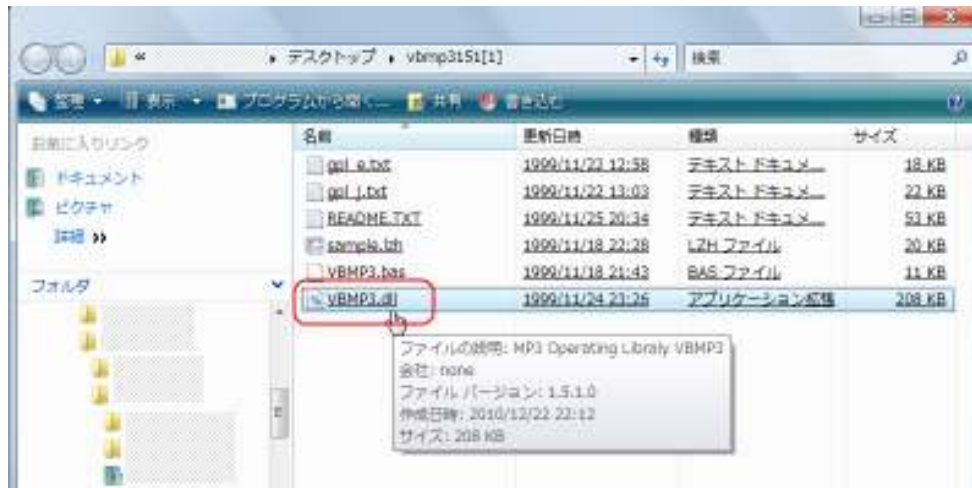 « ▸ デスクトップ ▸ vbmp3151[1]
検索
整理 表示 プログラムから開く... 共有 書き込む
お気に入りリンク
ドキュメント
ピクチャ
詳細 »
フォルダ
名前 更新日時 種類 サイズ
gpl_e.txt 1999/11/22 12:58 テキスト ドキュメ... 18 KB
gpl_j.txt 1999/11/22 13:03 テキスト ドキュメ... 22 KB
README.TXT 1999/11/25 20:34 テキスト ドキュメ... 53 KB
sample.lzh 1999/11/18 22:28 LZH ファイル 20 KB
VBMP3.bas 1999/11/18 21:43 BAS ファイル 11 KB
VBMP3.dll 1999/11/24 23:26 アプリケーション拡張 208 KB
ファイルの説明: MP3 Operating Libraly VBMP3
会社: none
ファイル バージョン: 1.5.1.0
作成日時: 2010/12/22 22:12
サイズ: 208 KB